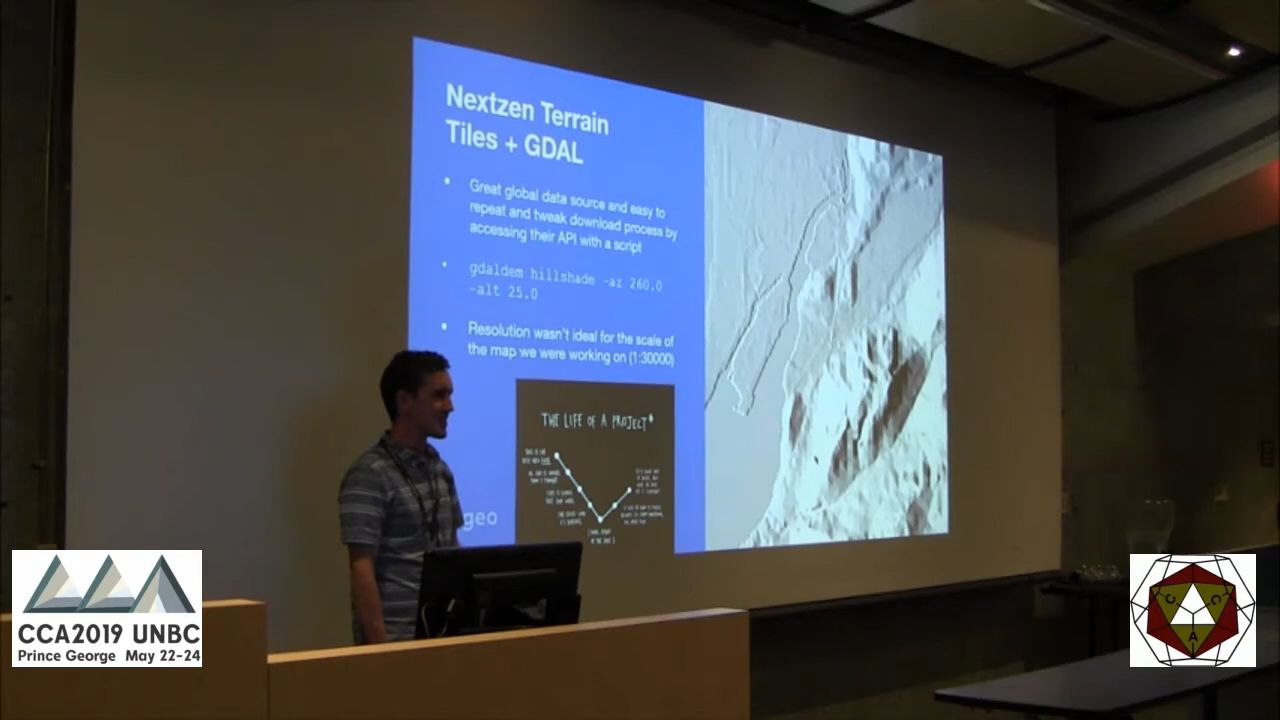 Nextzen Terrain
Tiles + GDAL
• Great global data source and easy to
repeat and tweak download process by
accessing their API with a script
• gdaldem hillshade -az 260.0
-alt 25.0
• Resolution wasn't ideal for the scale of
the map we were working on (1:30000)
THE LIFE OF A PROJECT*
geo
CCA2019 UNBC
Prince George May 22-24
C C
A